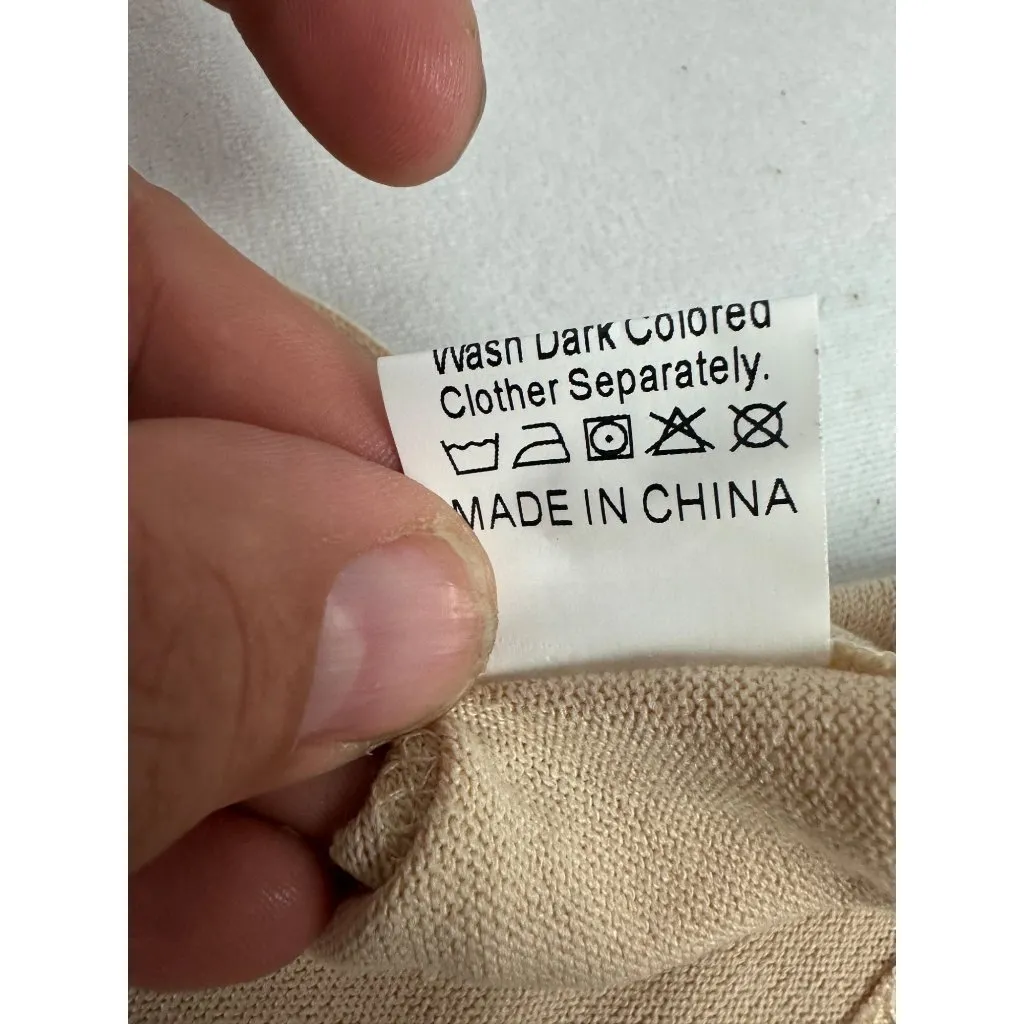 Wash Dark Colored
Clother Separately.
MADE IN CHINA